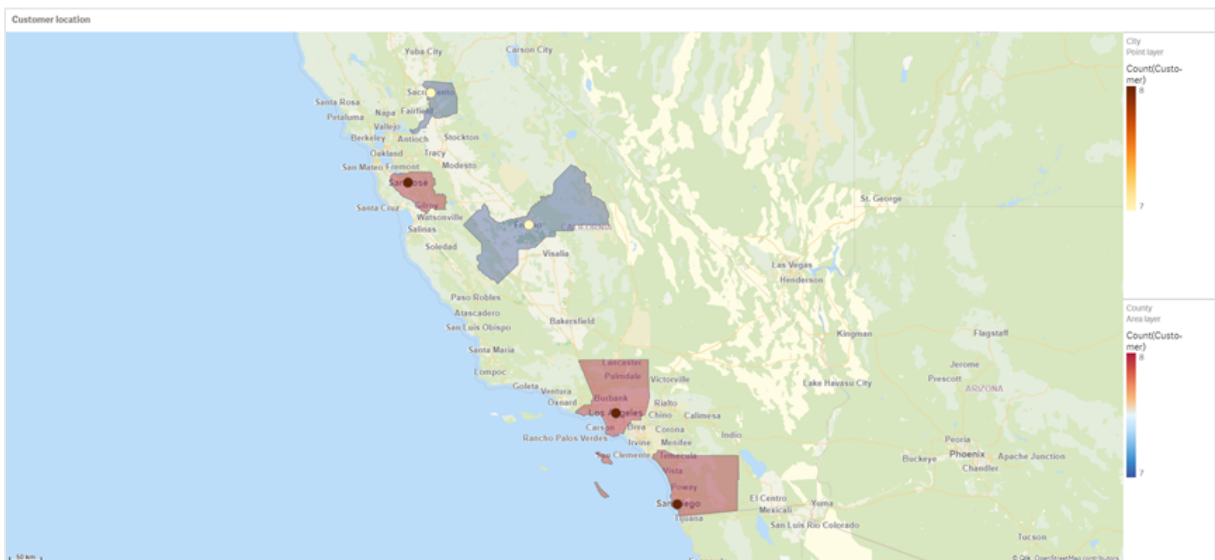 Customer location
City
Point layer
Count(Custo-
mer)
8
7
County
Area layer
Count(Custo-
mer)
8
7
Yuba City
Carson City
Santa Rosa
Napa
Fairfield
Petaluma
Vallejo
Berkeley
Antioch
Stockton
Oakland
Tracy
San Mateo
Fremont
Modesto
San Jose
Gilroy
Santa Cruz
Watsonville
Salinas
CALIFORNIA
Soledad
Visalia
St. George
Las Vegas
Henderson
Paso Robles
Atascadero
San Luis Obispo
Bakersfield
Kingman
Flagstaff
Santa Maria
Lompoc
Lancaster
Palmdale
Victorville
Lake Havasu City
Jerome
Prescott
ARIZONA
Goleta
Ventura
Oxnard
Burbank
Rialto
Los Angeles
Chino
Calimesa
Carson
Brea
Corona
Rancho Palos Verdes
Irvine
Menifee
Indio
San Clemente
Temecula
Vista
Poway
San Diego
Tijuana
El Centro
Mexicali
Yuma
San Luis Rio Colorado
Peoria
Buckeye
Phoenix
Apache Junction
Chandler
Tucson
50 km
© Qlik, OpenStreetMap contributors